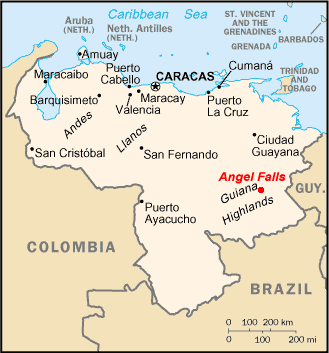 Caribbean Sea
Aruba
(NETH.)
Neth. Antilles
(NETH.)
ST. VINCENT AND
THE GRENADINES
BARBADOS
GRENADA
TRINIDAD
AND
TOBAGO
Amuay
Puerto
Cabello
CARACAS
Cumaná
Maracaibo
Barquisimeto
Valencia
Maracay
Puerto
La Cruz
Andes
Llanos
San Cristóbal
San Fernando
Ciudad
Guayana
Angel Falls
Guiana
Highlands
GUY.
Puerto
Ayacucho
COLOMBIA
BRAZIL
0 100 200 km
0 100 200 mi